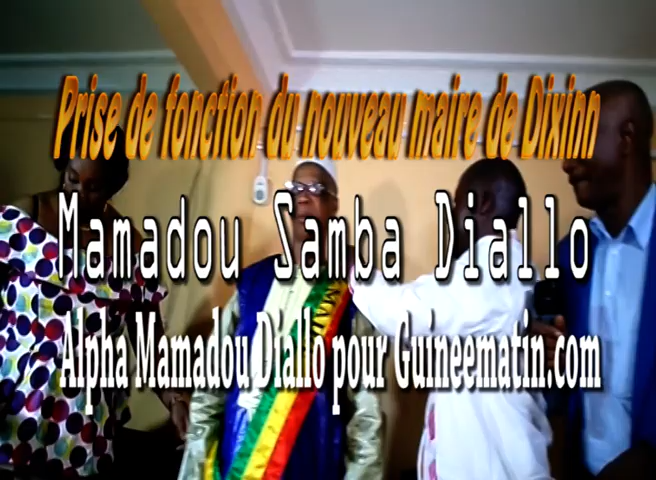 Prise de fonction du nouveau maire de Dixinn
Mamadou Samba Diallo
Alpha Mamadou Diallo pour Guineematin.com